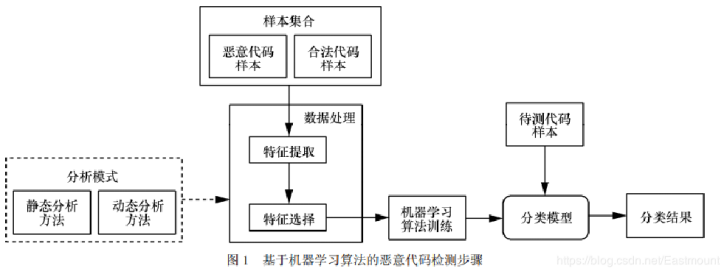 样本集合
恶意代码
样本
合法代码
样本
数据处理
特征提取
特征选择
分析模式
静态分析
方法
动态分析
方法
机器学习
算法训练
待测代码
样本
分类模型
分类结果
图 1 基于机器学习算法的恶意代码检测步骤
https://blog.csdn.net/Eastmount